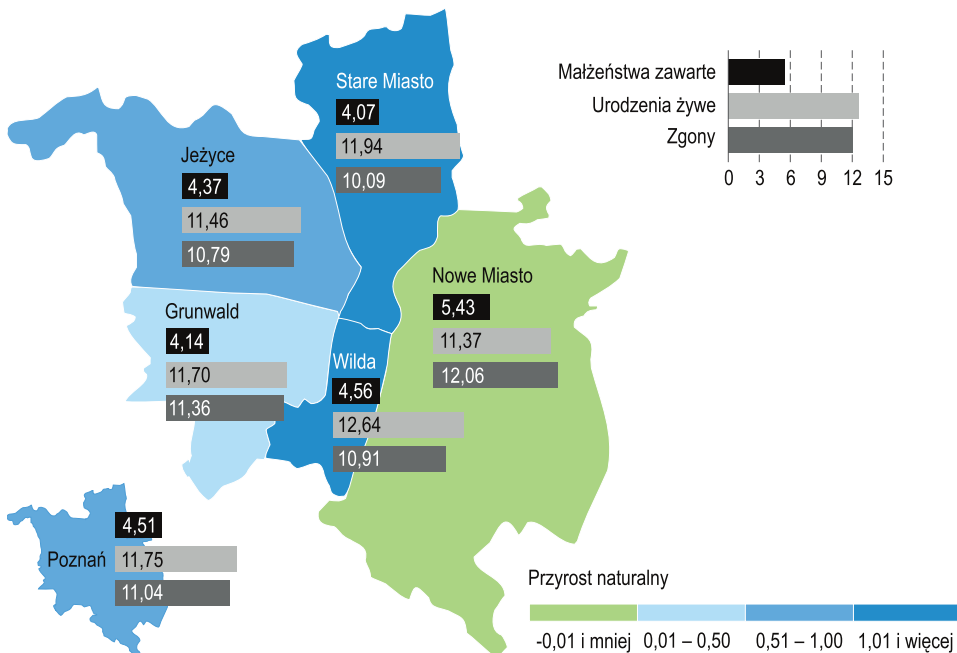 Małżeństwa zawarte
Urodzenia żywe
Zgony
0 3 6 9 12 15
Stare Miasto
4,07
11,94
10,09
Jeżyce
4,37
11,46
10,79
Nowe Miasto
5,43
11,37
12,06
Grunwald
4,14
11,70
11,36
Wilda
4,56
12,64
10,91
Poznań
4,51
11,75
11,04
Przyrost naturalny
-0,01 i mniej 0,01 – 0,50 0,51 – 1,00 1,01 i więcej